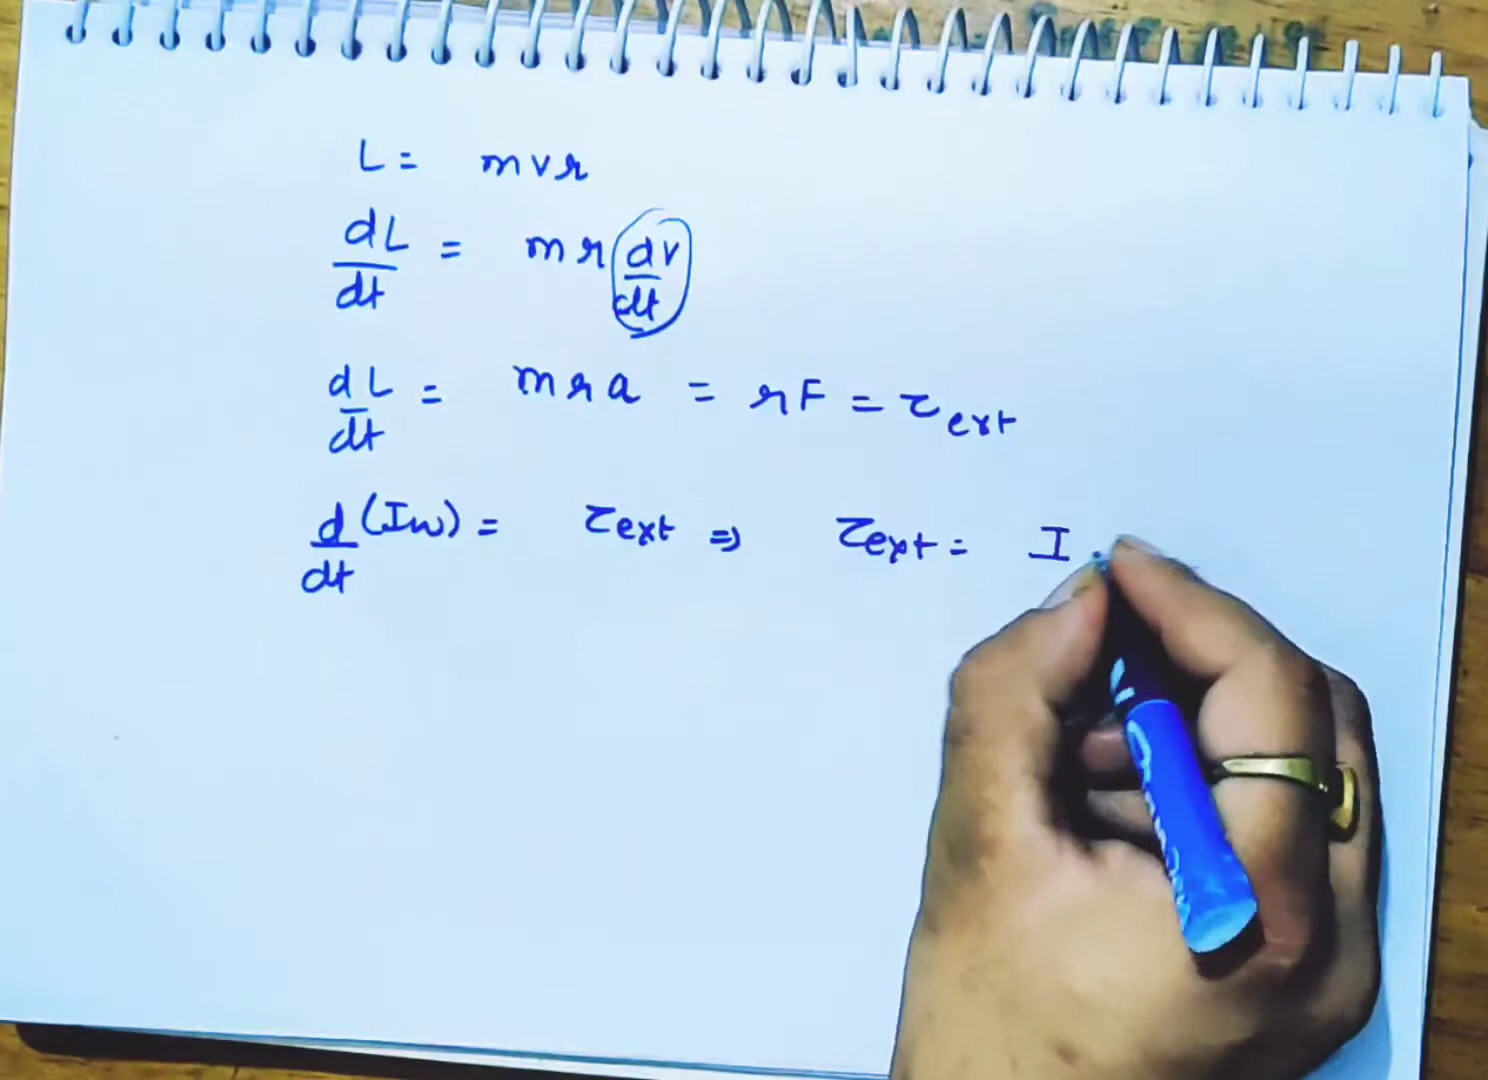 L = mvr
dL/dt = mr dv/dt
dL/dt = mra = rF = τext
d/dt (Iω) = τext ⇒ τext = I